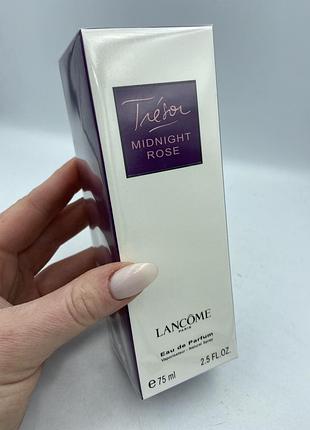 Trésor
MIDNIGHT
ROSE
LANCÔME
PARIS
Eau de Parfum
Vaporisateur - Natural Spray
e 75 ml 2.5 FL.OZ.